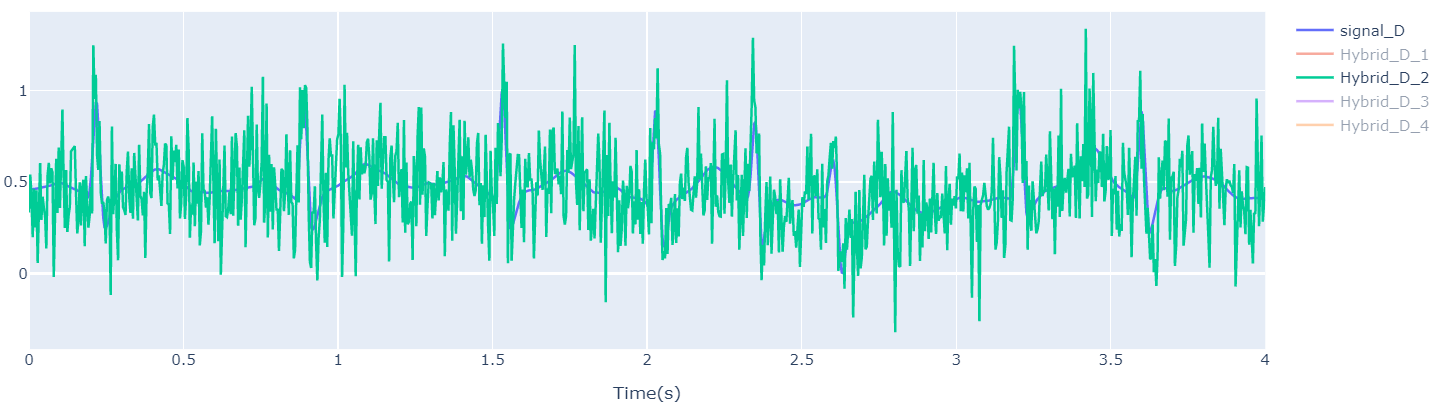 1
0.5
0
0 0.5 1 1.5 2 2.5 3 3.5 4
Time(s)
signal_D
Hybrid_D_1
Hybrid_D_2
Hybrid_D_3
Hybrid_D_4